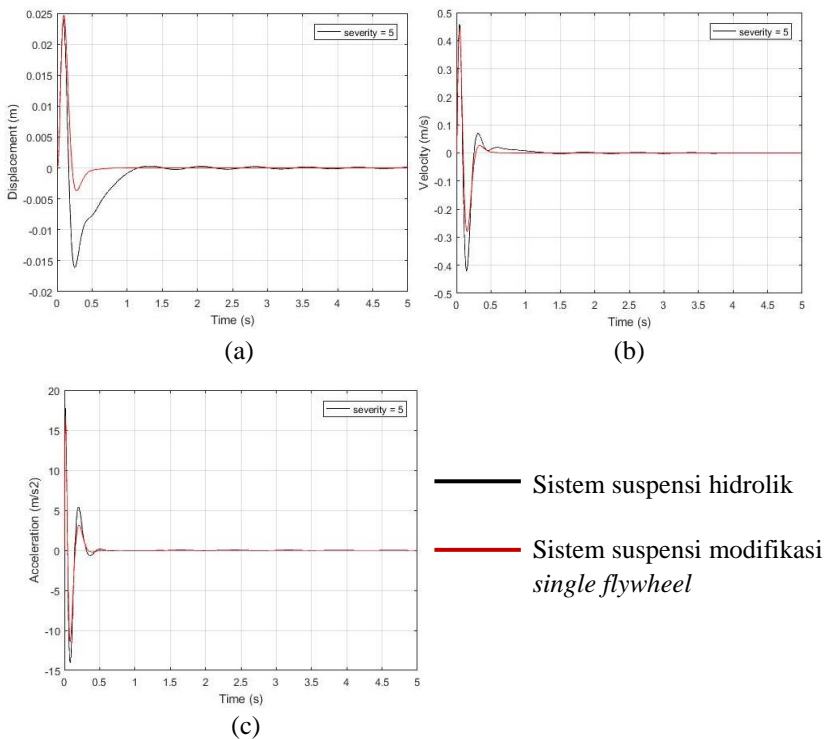 severity = 5
0.025
0.02
0.015
0.01
0.005
0
-0.005
-0.01
-0.015
-0.02
Displacement (m)
0 0.5 1 1.5 2 2.5 3 3.5 4 4.5 5
Time (s)
(a)
severity = 5
0.5
0.4
0.3
0.2
0.1
0
-0.1
-0.2
-0.3
-0.4
-0.5
Velocity (m/s)
0 0.5 1 1.5 2 2.5 3 3.5 4 4.5 5
Time (s)
(b)
severity = 5
20
15
10
5
0
-5
-10
-15
Acceleration (m/s2)
0 0.5 1 1.5 2 2.5 3 3.5 4 4.5 5
Time (s)
(c)
Sistem suspensi hidrolik
Sistem suspensi modifikasi
single flywheel